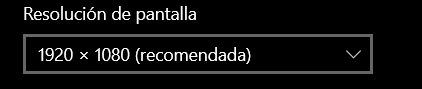 Resolución de pantalla
1920 × 1080 (recomendada)